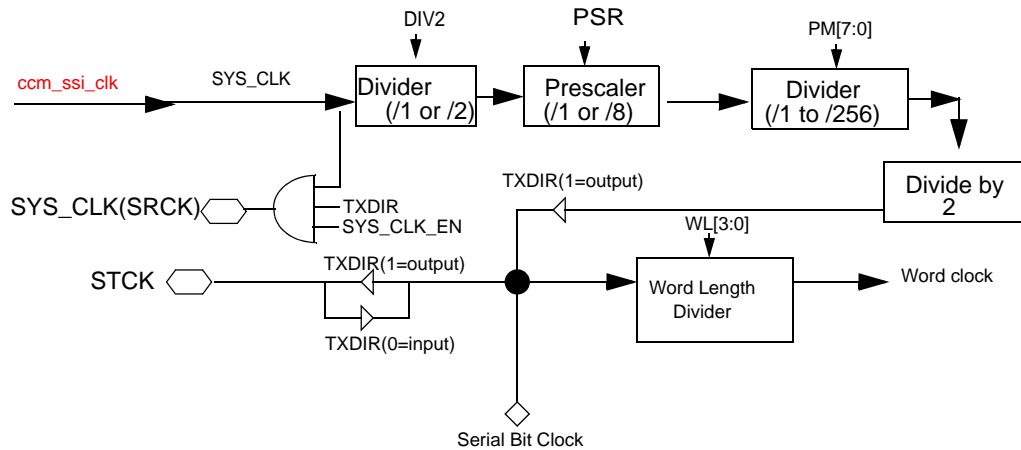 DIV2
PSR
PM[7:0]
ccm_ssi_clk
SYS_CLK
Divider
(/1 or /2)
Prescaler
(/1 or /8)
Divider
(/1 to /256)
TXDIR(1=output)
Divide by
2
SYS_CLK(SRCK)
TXDIR
SYS_CLK_EN
WL[3:0]
STCK
TXDIR(1=output)
Word Length
Divider
Word clock
TXDIR(0=input)
Serial Bit Clock